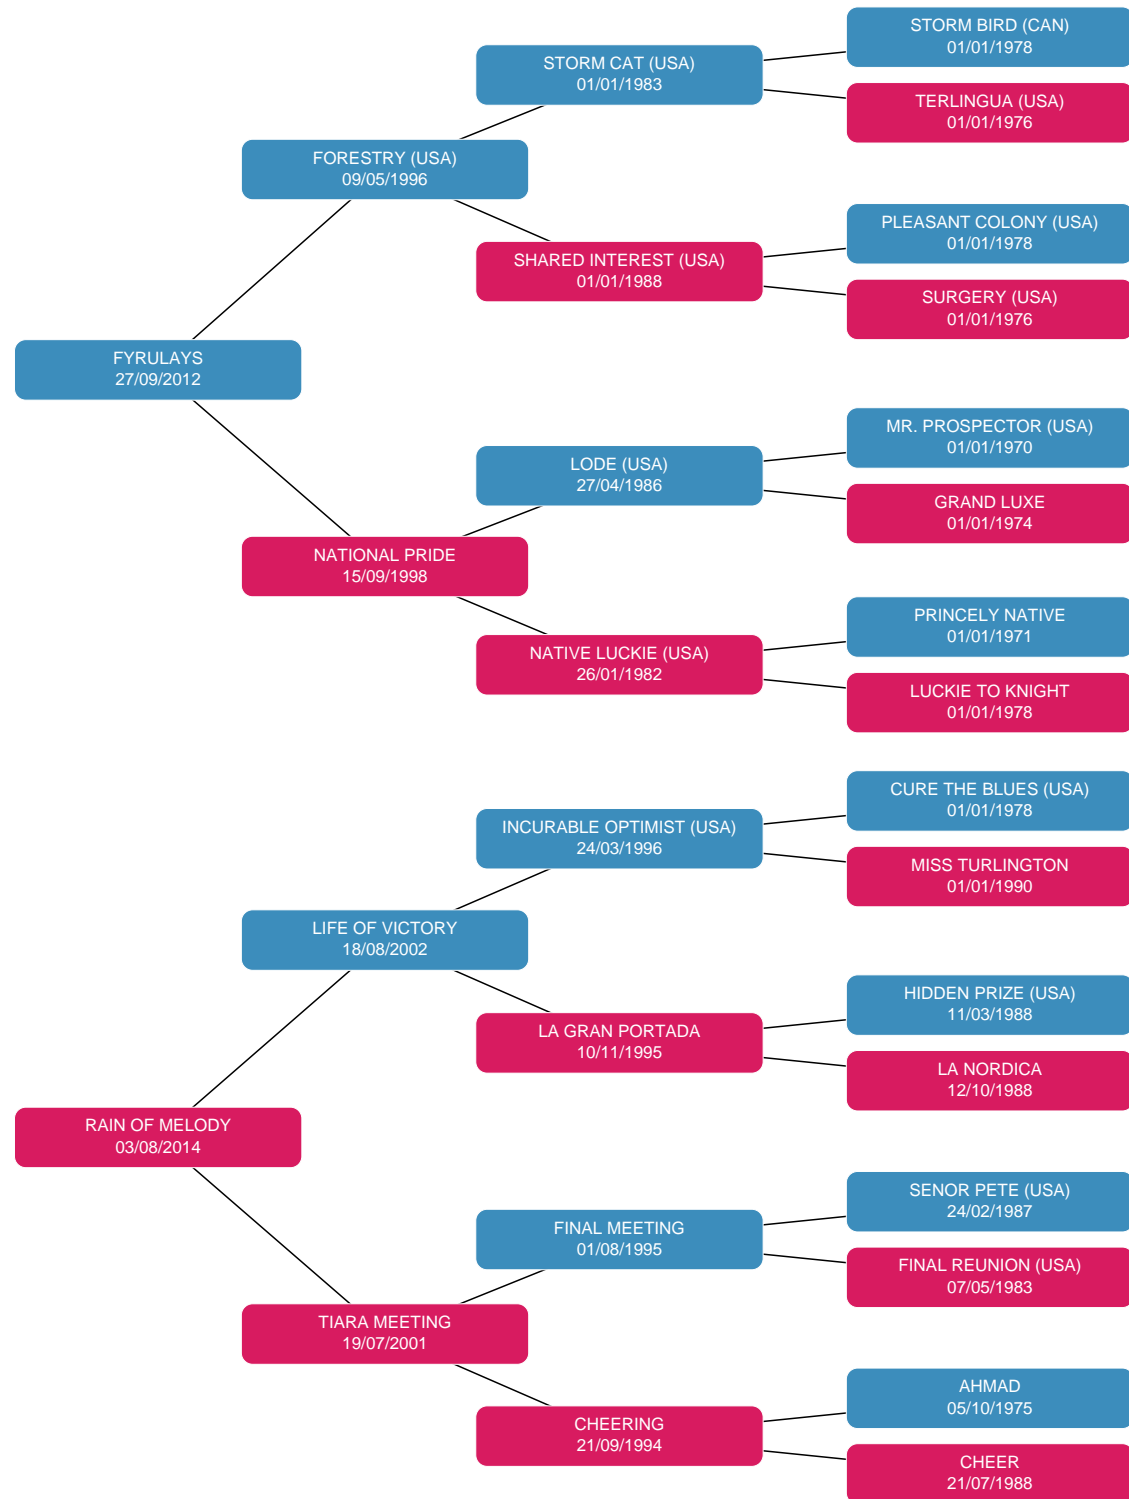 STORM BIRD (CAN)
01/01/1978
STORM CAT (USA)
01/01/1983
TERLINGUA (USA)
01/01/1976
FORESTRY (USA)
09/05/1996
PLEASANT COLONY (USA)
01/01/1978
SHARED INTEREST (USA)
01/01/1988
SURGERY (USA)
01/01/1976
FYRULAYS
27/09/2012
MR. PROSPECTOR (USA)
01/01/1970
LODE (USA)
27/04/1986
GRAND LUXE
01/01/1974
NATIONAL PRIDE
15/09/1998
PRINCELY NATIVE
01/01/1971
NATIVE LUCKIE (USA)
26/01/1982
LUCKIE TO KNIGHT
01/01/1978
CURE THE BLUES (USA)
01/01/1978
INCURABLE OPTIMIST (USA)
24/03/1996
MISS TURLINGTON
01/01/1990
LIFE OF VICTORY
18/08/2002
HIDDEN PRIZE (USA)
11/03/1988
LA GRAN PORTADA
10/11/1995
LA NORDICA
12/10/1988
RAIN OF MELODY
03/08/2014
SENOR PETE (USA)
24/02/1987
FINAL MEETING
01/08/1995
FINAL REUNION (USA)
07/05/1983
TIARA MEETING
19/07/2001
AHMAD
05/10/1975
CHEERING
21/09/1994
CHEER
21/07/1988